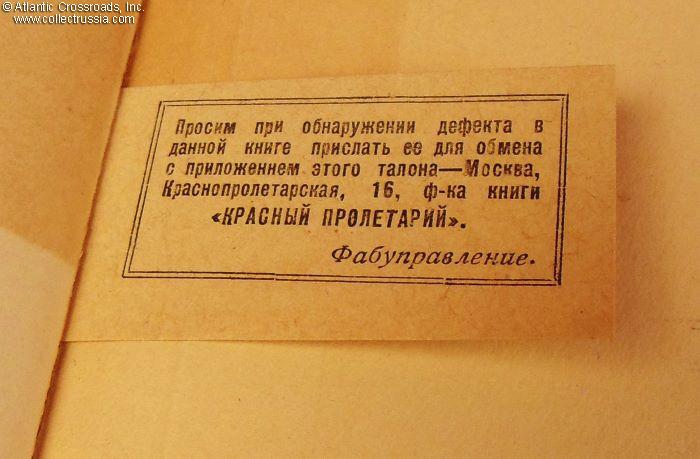 © Atlantic Crossroads, Inc.
www.collectrussia.com
Просим при обнаружении дефекта в
данной книге прислать ее для обмена
с приложением этого талона—Москва,
Краснопролетарская, 16, ф-ка книги
«КРАСНЫЙ ПРОЛЕТАРИЙ».
Фабуправление.